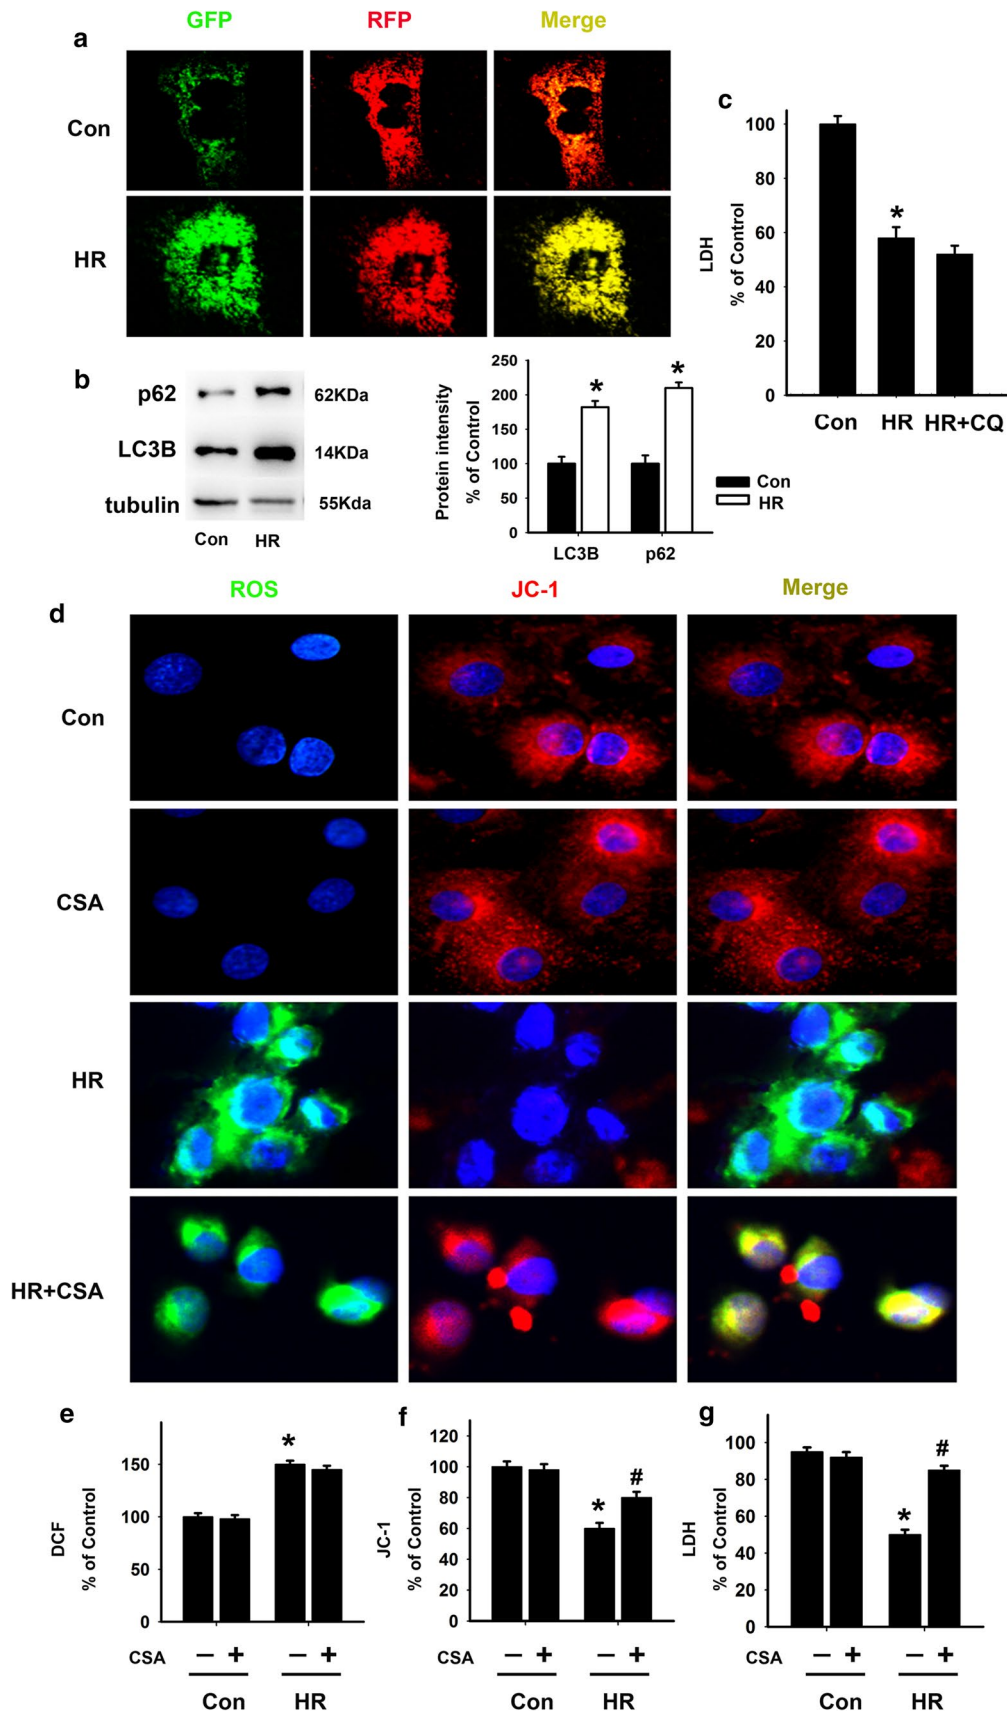 GFP RFP Merge
a
Con
HR
c
100
80
60
40
20
0
LDH
% of Control
*
Con HR HR+CQ
b
p62 62KDa
LC3B 14KDa
tubulin 55Kda
Con HR
250
200
150
100
50
0
Protein intensity
% of Control
* *
LC3B p62
Con
HR
ROS JC-1 Merge
d
Con
CSA
HR
HR+CSA
e
150
100
50
0
DCF
% of Control
*
CSA − + − +
Con HR
f
120
100
80
60
40
20
0
JC-1
% of Control
* #
− + − +
Con HR
g
100
80
60
40
20
0
LDH
% of Control
* #
CSA − + − +
Con HR